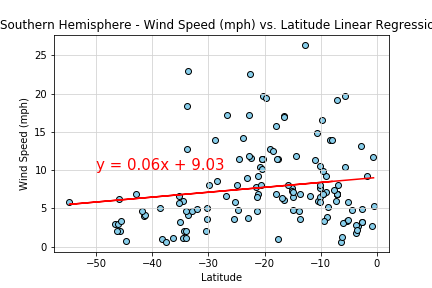 Southern Hemisphere - Wind Speed (mph) vs. Latitude Linear Regressio
25
20
15
10
5
0
Wind Speed (mph)
y = 0.06x + 9.03
−50 −40 −30 −20 −10 0
Latitude